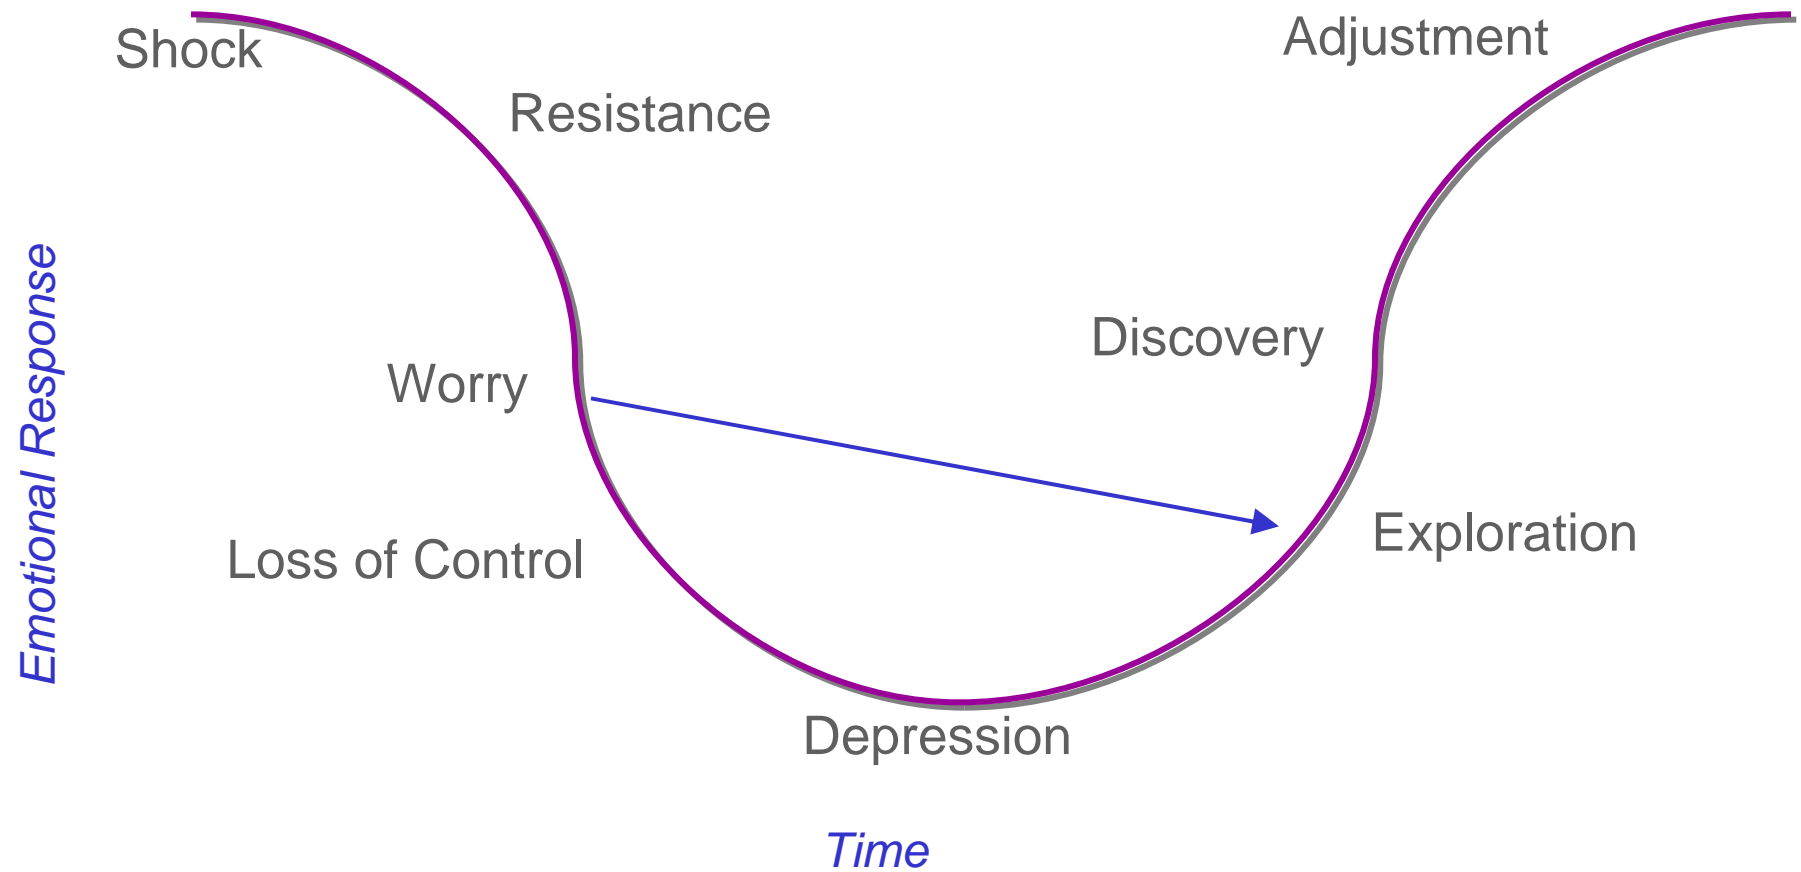 Shock
Resistance
Worry
Loss of Control
Depression
Exploration
Discovery
Adjustment
Emotional Response
Time